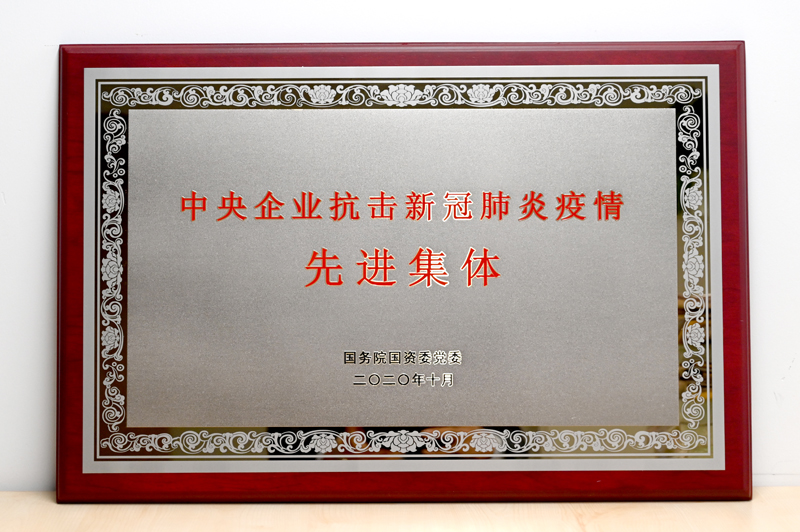 中央企业抗击新冠肺炎疫情
先进集体
国务院国资委党委
二〇二〇年十月